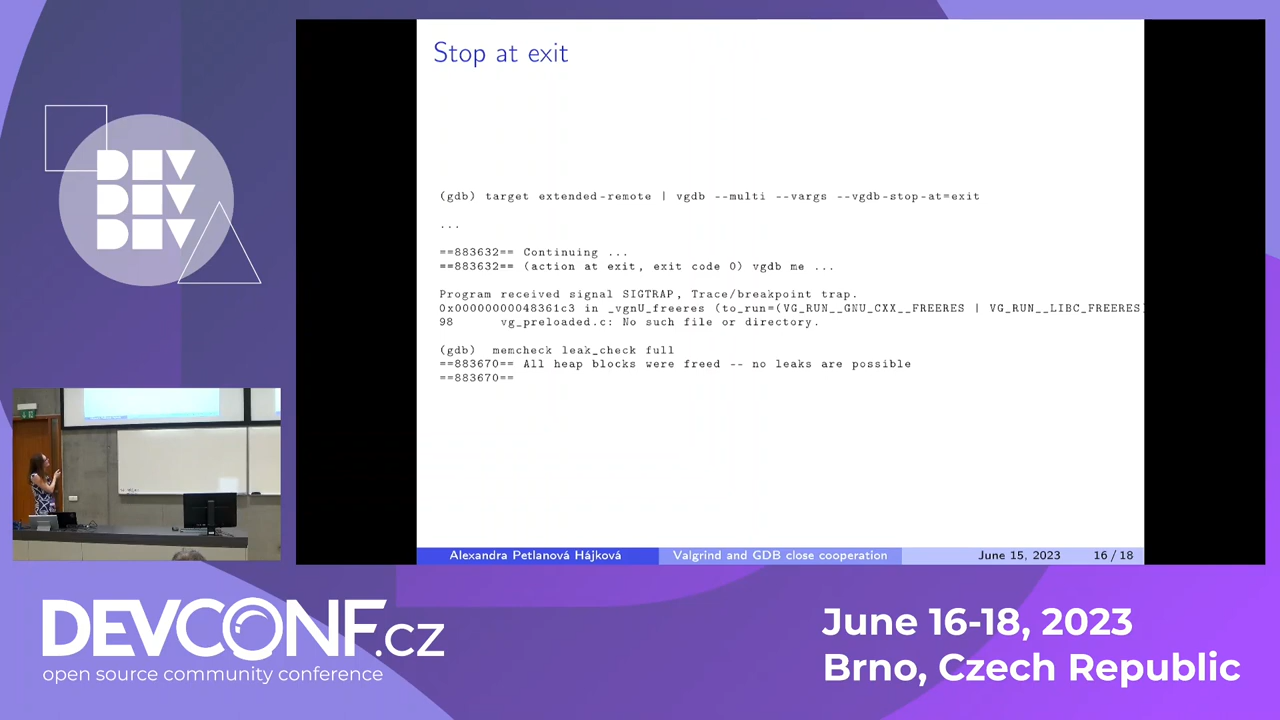 DEV
DEV
DEV
Stop at exit
(gdb) target extended-remote | vgdb --multi --vargs --vgdb-stop-at=exit
...
==883632== Continuing ...
==883632== (action at exit, exit code 0) vgdb me ...
Program received signal SIGTRAP, Trace/breakpoint trap.
0x00000000048361c3 in _vgnU_freeres (to_run=(VG_RUN__GNU_CXX__FREERES | VG_RUN__LIBC_FREERES)
98 vg_preloaded.c: No such file or directory.
(gdb) memcheck leak_check full
==883670== All heap blocks were freed -- no leaks are possible
==883670==
Alexandra Petlanová Hájková Valgrind and GDB close cooperation June 15, 2023 16 / 18
DEVCONF.cz
open source community conference
June 16-18, 2023
Brno, Czech Republic